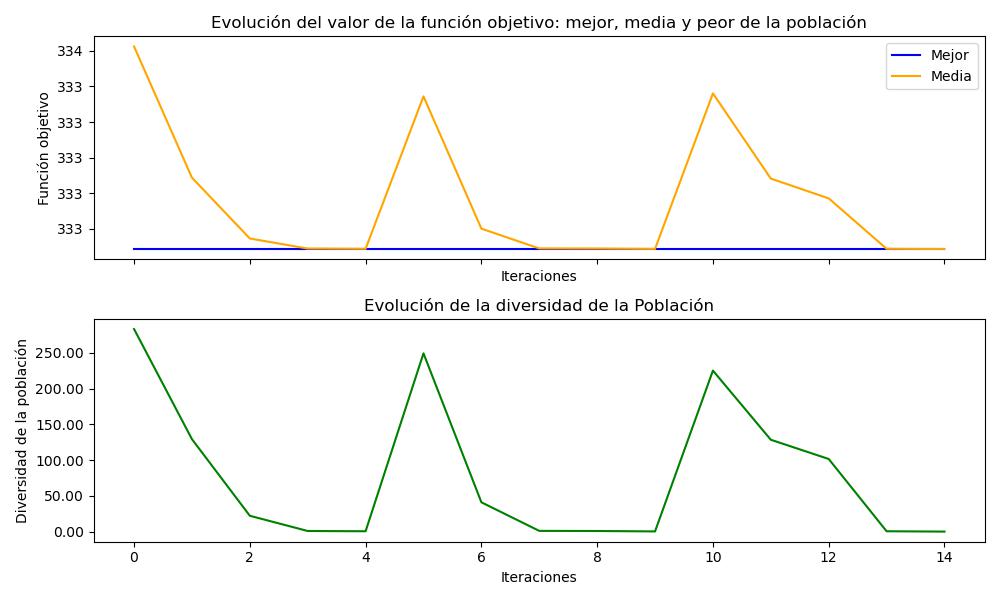 Evolución del valor de la función objetivo: mejor, media y peor de la población
334
333
333
333
333
333
Función objetivo
Mejor
Media
Iteraciones
Evolución de la diversidad de la Población
250.00
200.00
150.00
100.00
50.00
0.00
Diversidad de la población
0 2 4 6 8 10 12 14
Iteraciones